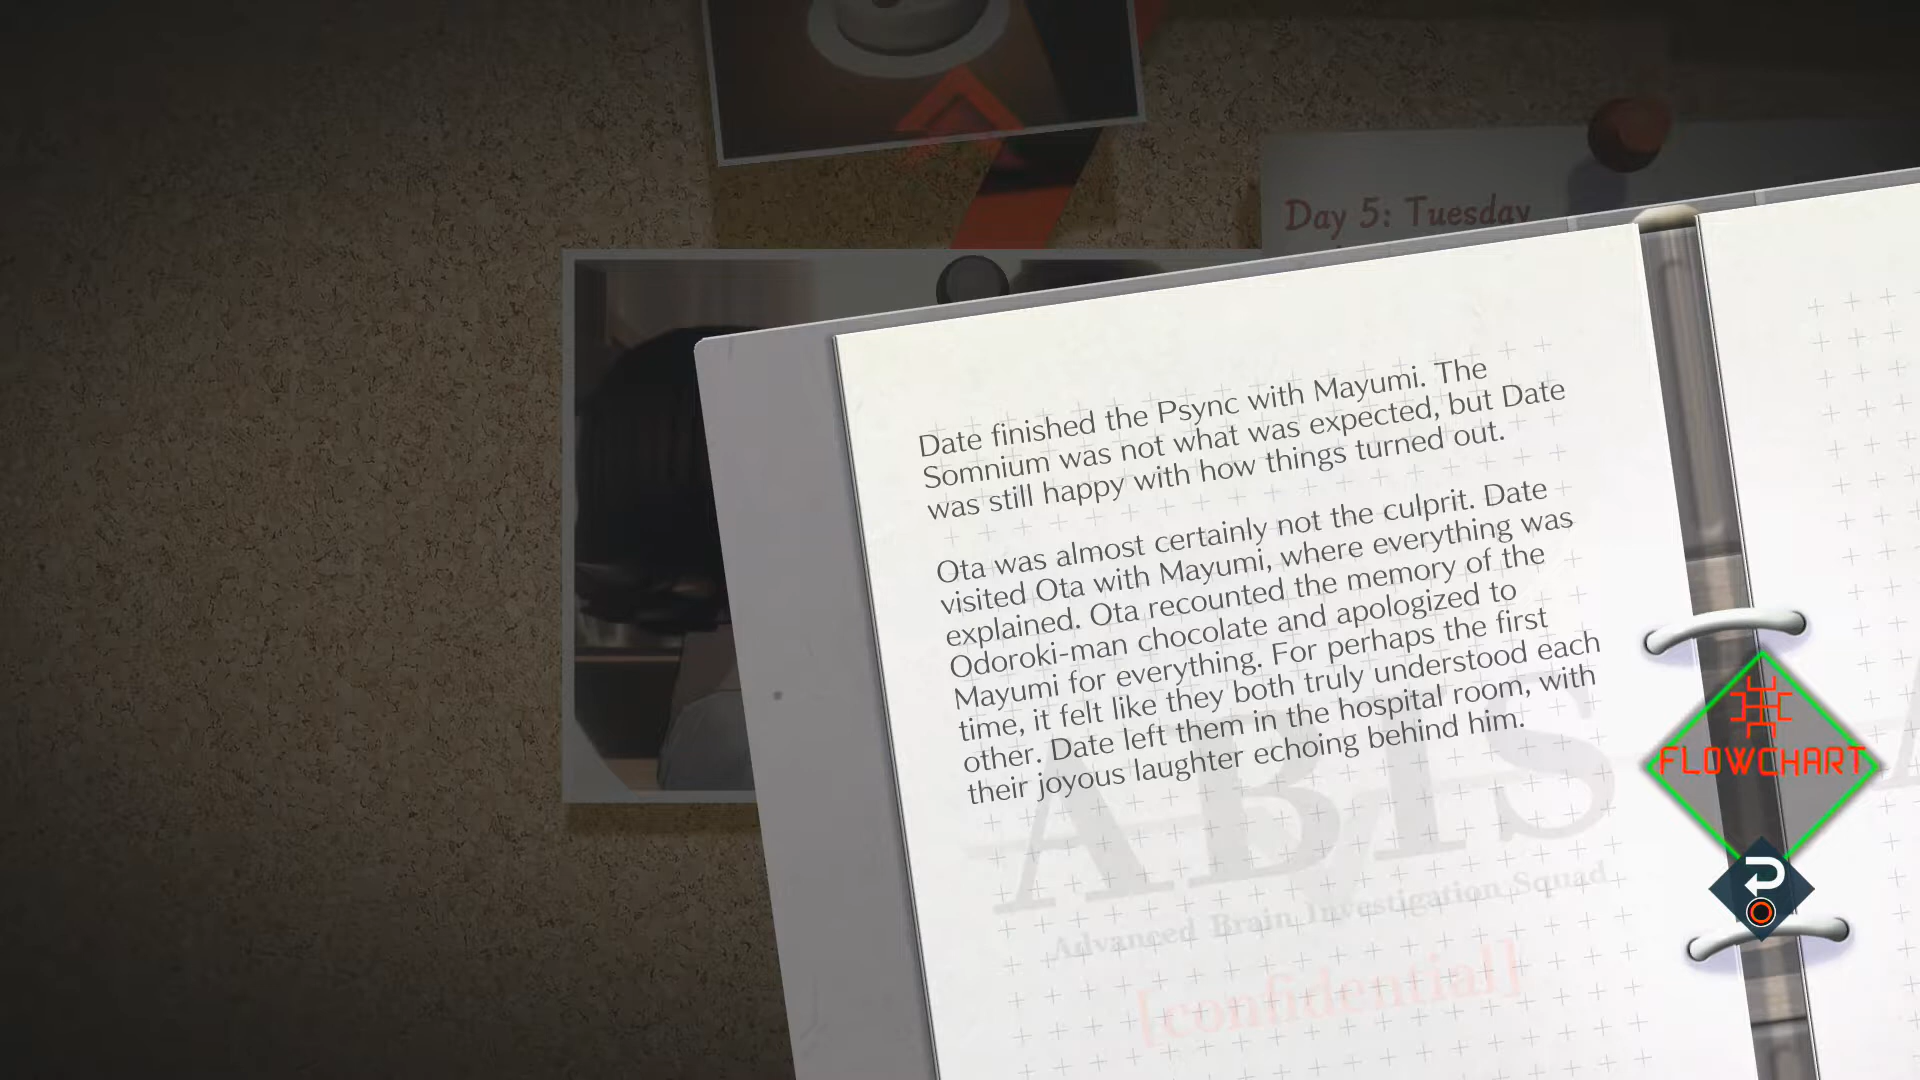 Day 5: Tuesday
Date finished the Psync with Mayumi. The
Somnium was not what was expected, but Date
was still happy with how things turned out.
Ota was almost certainly not the culprit. Date
visited Ota with Mayumi, where everything was
explained. Ota recounted the memory of the
Odoroki-man chocolate and apologized to
Mayumi for everything. For perhaps the first
time, it felt like they both truly understood each
other. Date left them in the hospital room, with
their joyous laughter echoing behind him.
ABIS
Advanced Brain Investigation Squad
[confidential]
FLOWCHART